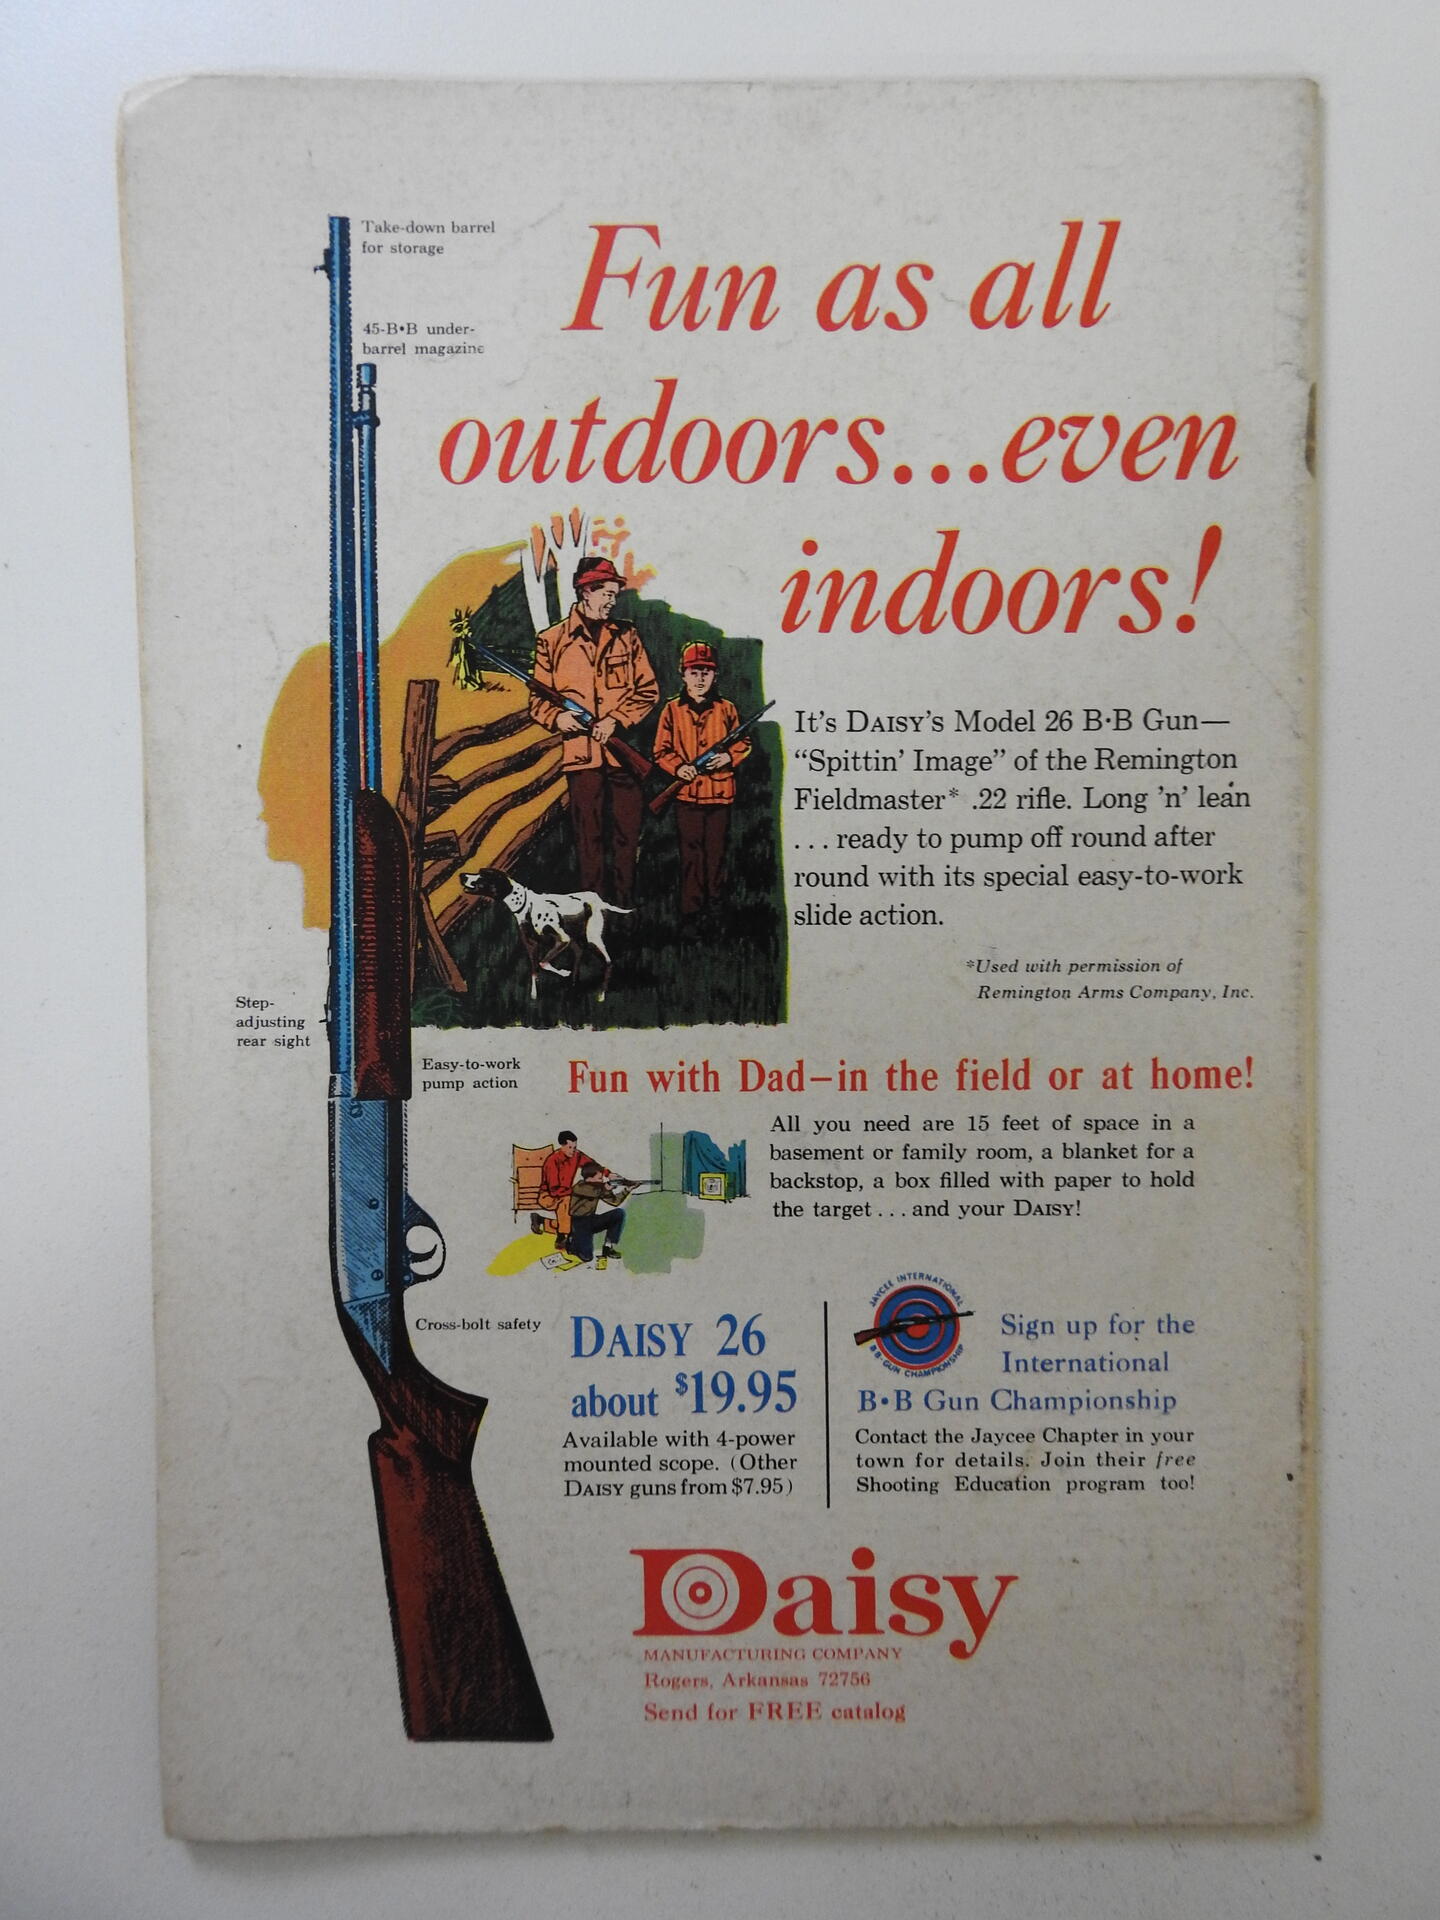 Take-down barrel
for storage
45-B•B under-
barrel magazine
Fun as all
outdoors...even
indoors!
It's DAISY'S Model 26 B·B Gun—
"Spittin' Image" of the Remington
Fieldmaster* .22 rifle. Long 'n' lean
... ready to pump off round after
round with its special easy-to-work
slide action.
*Used with permission of
Remington Arms Company, Inc.
Step-
adjusting
rear sight
Easy-to-work
pump action
Fun with Dad—in the field or at home!
All you need are 15 feet of space in a
basement or family room, a blanket for a
backstop, a box filled with paper to hold
the target ... and your DAISY!
Cross-bolt safety
DAISY 26
about $19.95
Available with 4-power
mounted scope. (Other
DAISY guns from $7.95)
JAYCEE INTERNATIONAL
B·B·GUN CHAMPIONSHIP
Sign up for the
International
B•B Gun Championship
Contact the Jaycee Chapter in your
town for details. Join their free
Shooting Education program too!
Daisy
MANUFACTURING COMPANY
Rogers, Arkansas 72756
Send for FREE catalog